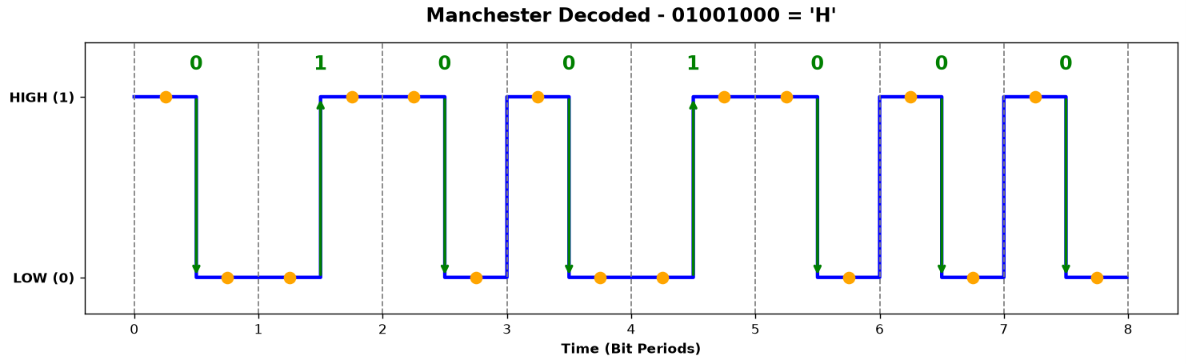 Manchester Decoded - 01001000 = 'H'
0 1 0 0 1 0 0 0
HIGH (1)
LOW (0)
0 1 2 3 4 5 6 7 8
Time (Bit Periods)